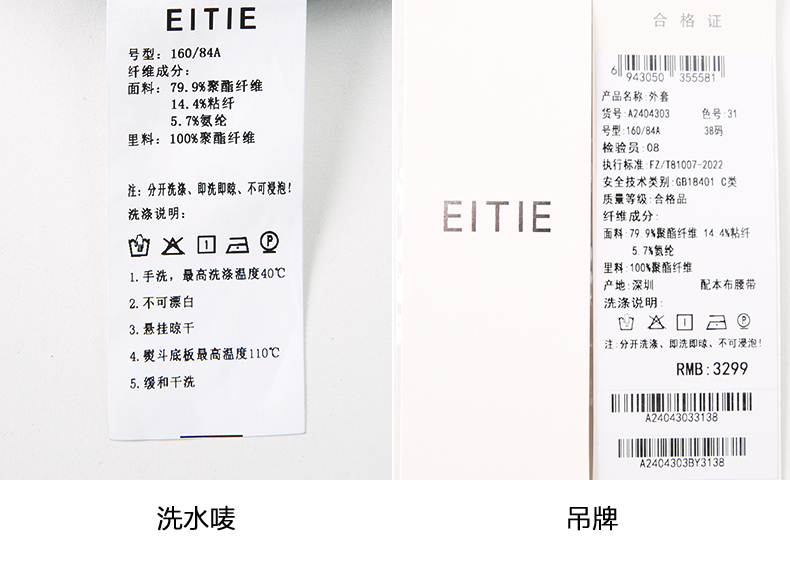 EITIE
号型: 160/84A
纤维成分:
面料: 79.9%聚酯纤维
14.4%粘纤
5.7%氨纶
里料: 100%聚酯纤维
注: 分开洗涤、即洗即晾、不可浸泡!
洗涤说明:
1.手洗,最高洗涤温度40℃
2.不可漂白
3.悬挂晾干
4.熨斗底板最高温度110℃
5.缓和干洗
洗水唛
EITIE
合格证
6 943050 355581
产品名称:外套
货号:A2404303 色号:31
号型:160/84A 38码
检验员:08
执行标准:FZ/T81007-2022
安全技术类别:GB18401 C类
质量等级:合格品
纤维成分:
面料:79.9%聚酯纤维 14.4%粘纤
5.7%氨纶
里料:100%聚酯纤维
产地:深圳 配本布腰带
洗涤说明:
注:分开洗涤、即洗即晾、不可浸泡!
RMB:3299
A24043033138
A2404303BY3138
吊牌